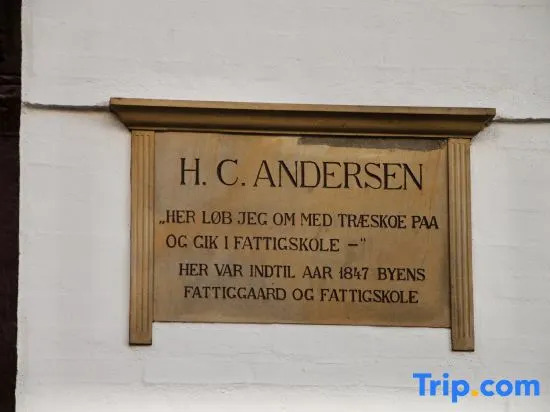 H. C. ANDERSEN
„HER LØB JEG OM MED TRÆSKOE PAA
OG GIK I FATTIGSKOLE –"
HER VAR INDTIL AAR 1847 BYENS
FATTIGGAARD OG FATTIGSKOLE
Trip.com